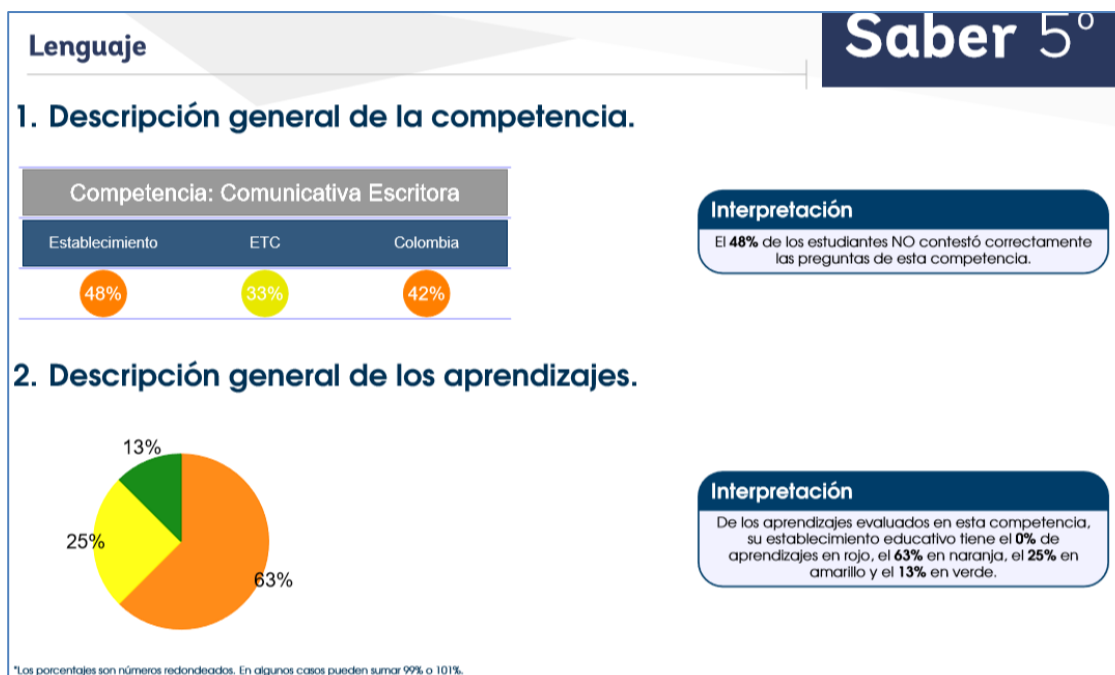 Lenguaje
Saber 5°
1. Descripción general de la competencia.
Competencia: Comunicativa Escritora
Establecimiento ETC Colombia
48% 33% 42%
Interpretación
El 48% de los estudiantes NO contestó correctamente
las preguntas de esta competencia.
2. Descripción general de los aprendizajes.
13%
25%
63%
Interpretación
De los aprendizajes evaluados en esta competencia,
su establecimiento educativo tiene el 0% de
aprendizajes en rojo, el 63% en naranja, el 25% en
amarillo y el 13% en verde.
*Los porcentajes son números redondeados. En algunos casos pueden sumar 99% o 101%.